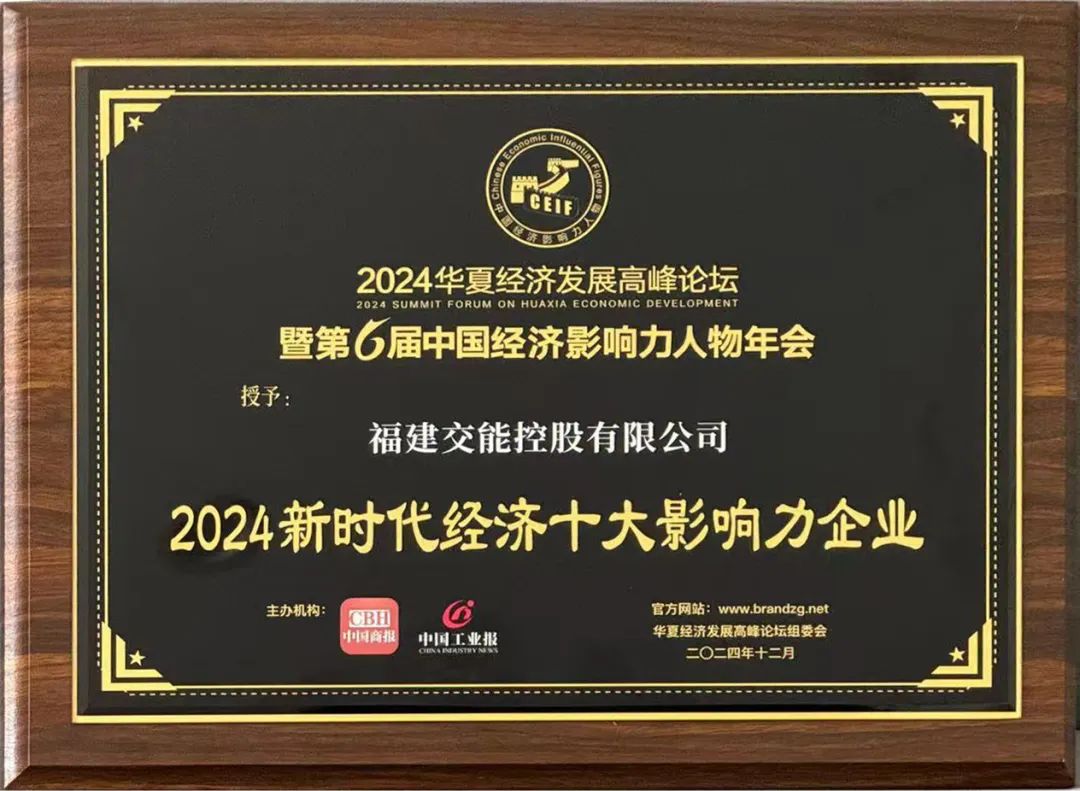 Chinese Economic Influential Figures
CEIF
中国经济影响力人物
2024华夏经济发展高峰论坛
2024 SUMMIT FORUM ON HUAXIA ECONOMIC DEVELOPMENT
暨第6届中国经济影响力人物年会
授予：
福建交能控股有限公司
2024新时代经济十大影响力企业
主办机构：
CBH
中国商报
中国工业报
CHINA INDUSTRY NEWS
官方网站：www.brandzg.net
华夏经济发展高峰论坛组委会
二〇二四年十二月